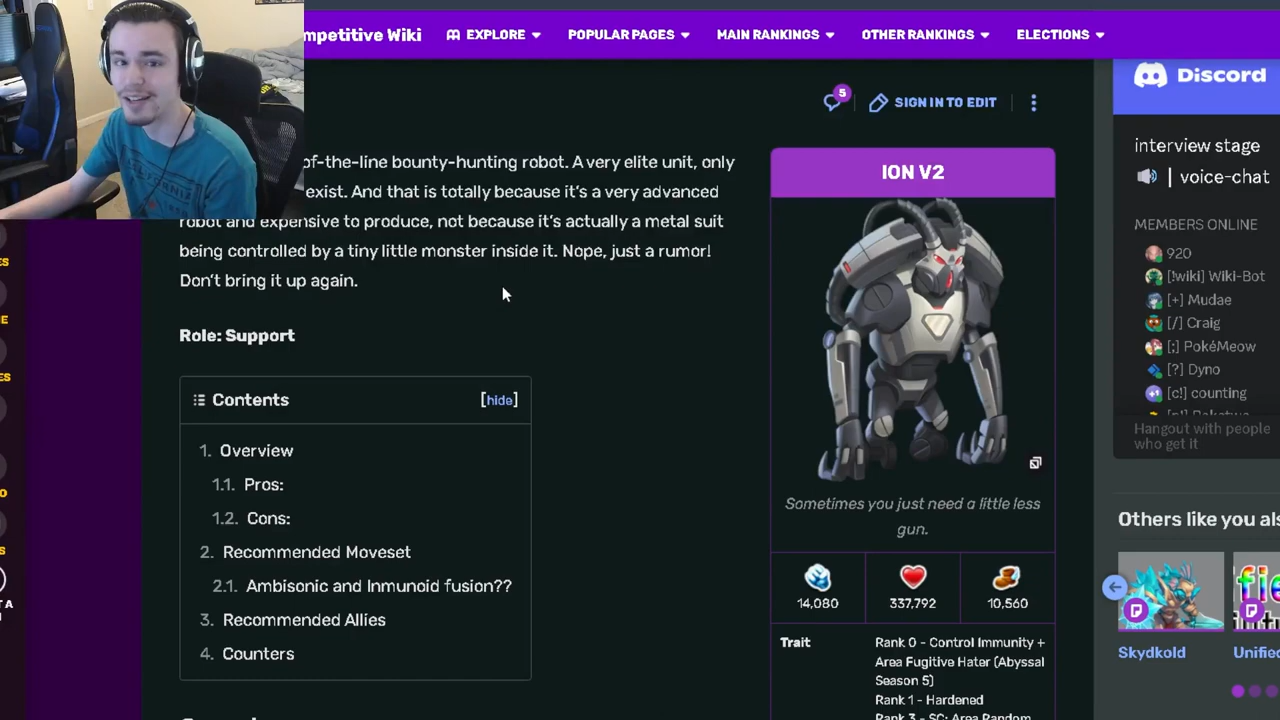 mpetitive Wiki EXPLORE POPULAR PAGES MAIN RANKINGS OTHER RANKINGS ELECTIONS
5
SIGN IN TO EDIT
of-the-line bounty-hunting robot. A very elite unit, only
exist. And that is totally because it's a very advanced
robot and expensive to produce, not because it's actually a metal suit
being controlled by a tiny little monster inside it. Nope, just a rumor!
Don't bring it up again.
Role: Support
Contents [hide]
1. Overview
1.1. Pros:
1.2. Cons:
2. Recommended Moveset
2.1. Ambisonic and Inmunoid fusion??
3. Recommended Allies
4. Counters
ION V2
Sometimes you just need a little less
gun.
14,080 337,792 10,560
Trait
Rank 0 - Control Immunity +
Area Fugitive Hater (Abyssal
Season 5)
Rank 1 - Hardened
Rank 3 - SC: Area Random
Discord
interview stage
| voice-chat
MEMBERS ONLINE
920
[!wiki] Wiki-Bot
[+] Mudae
[/] Craig
[;] PokéMeow
[?] Dyno
[c!] counting
Hangout with people
who get it
Others like you als
Skydkold
Unified